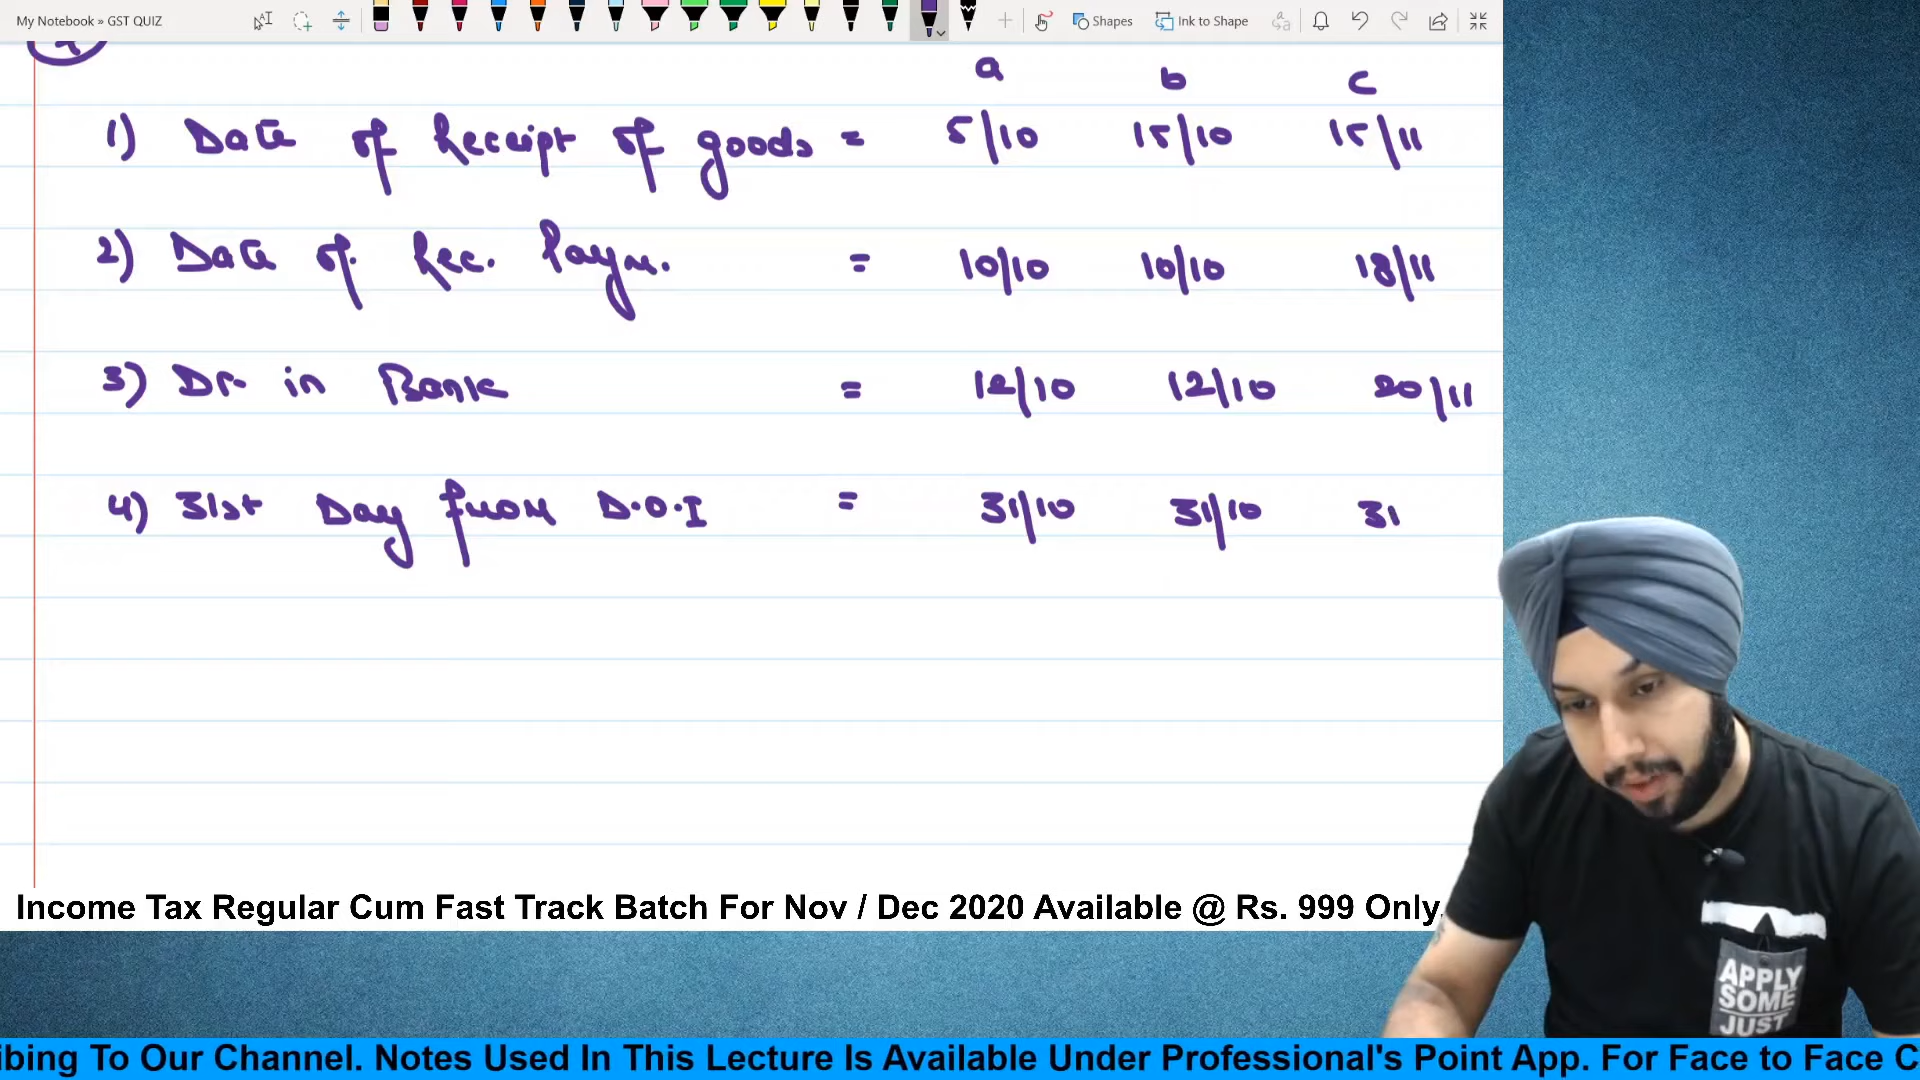 My Notebook » GST QUIZ
Shapes
Ink to Shape
a b c
1) Date of Receipt of goods = 5/10 15/10 15/11
2) Date of Rec. Paym. = 10/10 10/10 18/11
3) Dr. in Bank = 12/10 12/10 20/11
4) 31st Day from D.O.I = 31/10 31/10 31
APPLY
SOME
JUST
Income Tax Regular Cum Fast Track Batch For Nov / Dec 2020 Available @ Rs. 999 Only.
ibing To Our Channel. Notes Used In This Lecture Is Available Under Professional's Point App. For Face to Face C